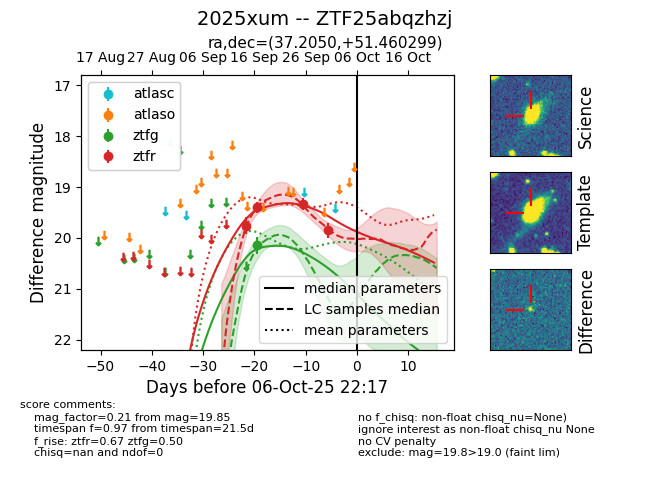 2025xum -- ZTF25abqzhzj
ra,dec=(37.2050,+51.460299)
17 Aug 27 Aug 06 Sep 16 Sep 26 Sep 06 Oct 16 Oct
atlasc
atlaso
ztfg
ztfr
17
18
19
20
21
22
Difference magnitude
median parameters
LC samples median
mean parameters
−50 −40 −30 −20 −10 0 10
Days before 06-Oct-25 22:17
Science
Template
Difference
score comments:
mag_factor=0.21 from mag=19.85
timespan f=0.97 from timespan=21.5d
f_rise: ztfr=0.67 ztfg=0.50
chisq=nan and ndof=0
no f_chisq: non-float chisq_nu=None)
ignore interest as non-float chisq_nu None
no CV penalty
exclude: mag=19.8>19.0 (faint lim)